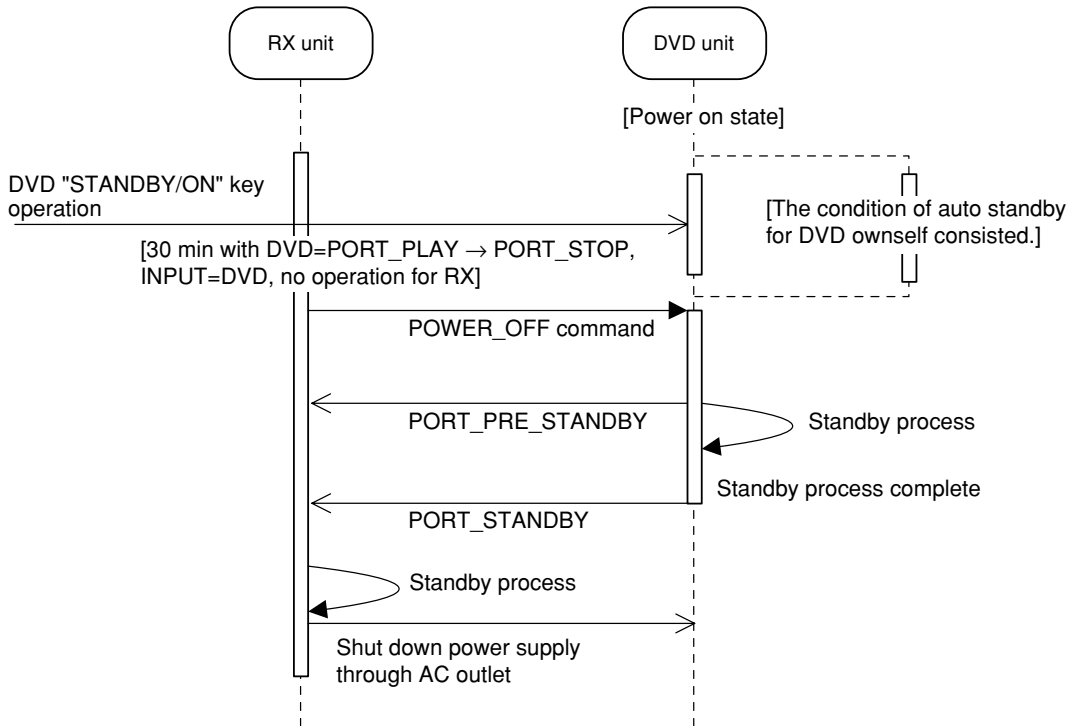 RX unit
DVD unit
[Power on state]
DVD "STANDBY/ON" key
operation
[The condition of auto standby
for DVD ownself consisted.]
[30 min with DVD=PORT_PLAY → PORT_STOP,
INPUT=DVD, no operation for RX]
POWER_OFF command
PORT_PRE_STANDBY
Standby process
Standby process complete
PORT_STANDBY
Standby process
Shut down power supply
through AC outlet